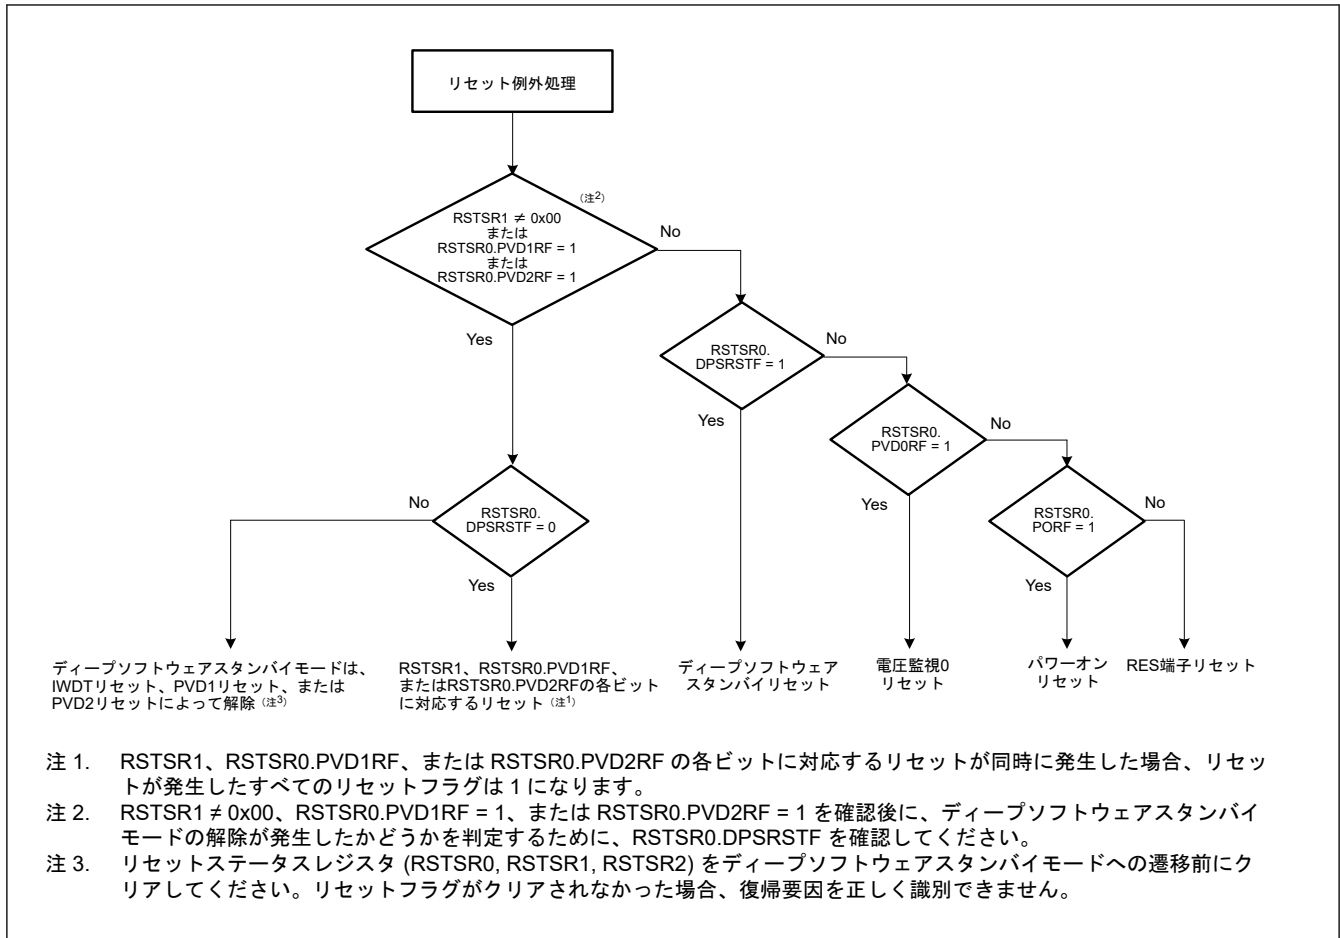 リセット例外処理
(注2)
RSTSR1 ≠ 0x00
または
RSTSR0.PVD1RF = 1
または
RSTSR0.PVD2RF = 1
No
Yes
RSTSR0.
DPSRSTF = 1
No
Yes
RSTSR0.
PVD0RF = 1
No
Yes
RSTSR0.
PORF = 1
No
Yes
RSTSR0.
DPSRSTF = 0
No
Yes
ディープソフトウェアスタンバイモードは、
IWDTリセット、PVD1リセット、または
PVD2リセットによって解除 (注3)
RSTSR1、RSTSR0.PVD1RF、
またはRSTSR0.PVD2RFの各ビット
に対応するリセット (注1)
ディープソフトウェア
スタンバイリセット
電圧監視0
リセット
パワーオン
リセット
RES端子リセット
注 1. RSTSR1、RSTSR0.PVD1RF、または RSTSR0.PVD2RF の各ビットに対応するリセットが同時に発生した場合、リセッ
トが発生したすべてのリセットフラグは 1 になります。
注 2. RSTSR1 ≠ 0x00、RSTSR0.PVD1RF = 1、または RSTSR0.PVD2RF = 1 を確認後に、ディープソフトウェアスタンバイ
モードの解除が発生したかどうかを判定するために、RSTSR0.DPSRSTF を確認してください。
注 3. リセットステータスレジスタ (RSTSR0, RSTSR1, RSTSR2) をディープソフトウェアスタンバイモードへの遷移前にク
リアしてください。リセットフラグがクリアされなかった場合、復帰要因を正しく識別できません。